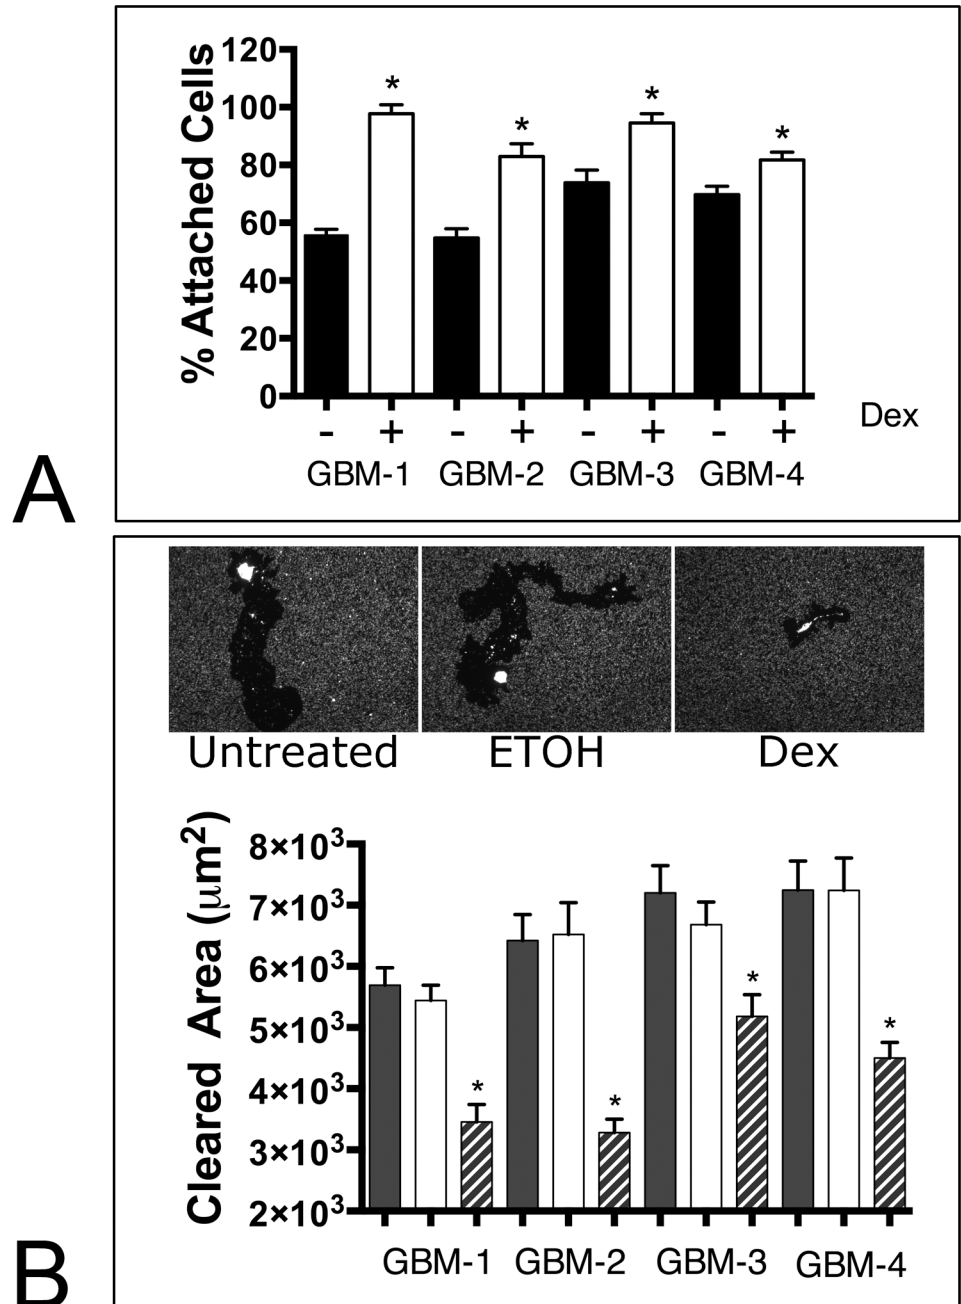 A
% Attached Cells
120
100
80
60
40
20
0
* * * *
- + - + - + - + Dex
GBM-1 GBM-2 GBM-3 GBM-4
B
Untreated ETOH Dex
Cleared Area (μm²)
8×10³
7×10³
6×10³
5×10³
4×10³
3×10³
2×10³
* * * *
GBM-1 GBM-2 GBM-3 GBM-4